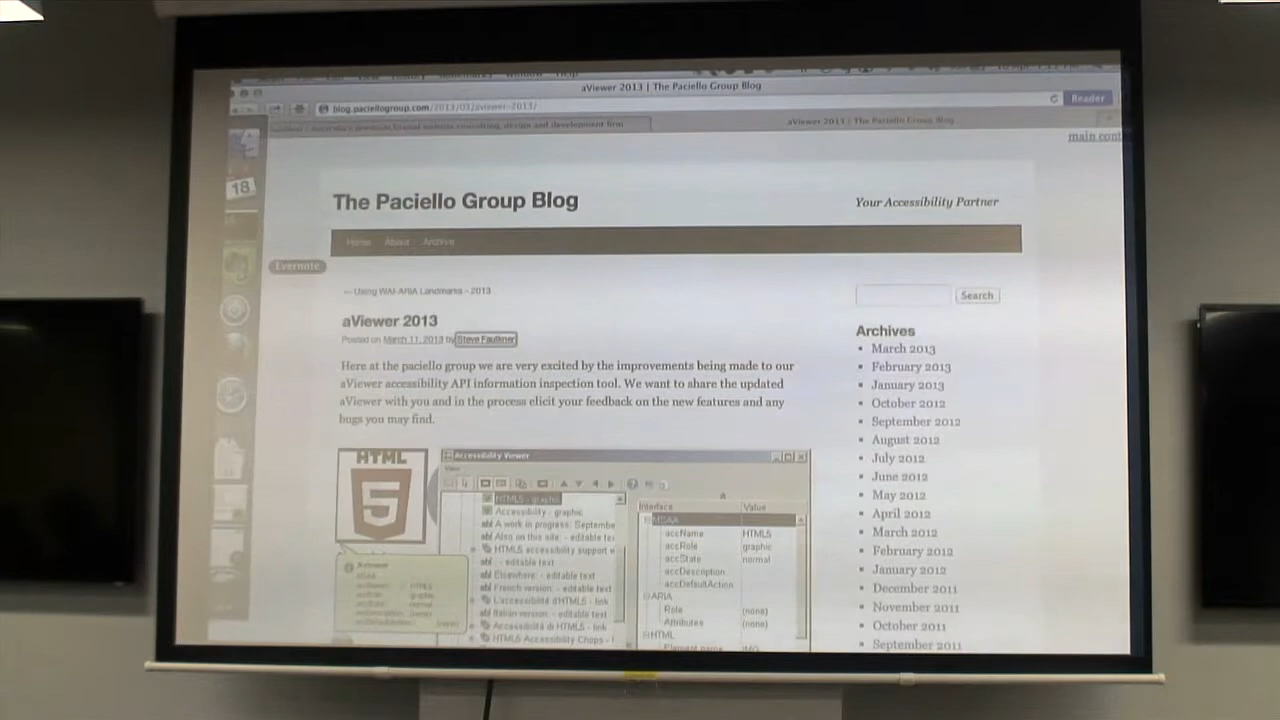 aViewer 2013 | The Paciello Group Blog
blog.paciellogroup.com/2013/03/aviewer-2013/
Reader
aViewer 2013 | The Paciello Group Blog
main cont
18
The Paciello Group Blog
Your Accessibility Partner
Home About Archive
Evernote
← Using WAI-ARIA Landmarks – 2013
Search
aViewer 2013
Posted on March 11, 2013 by Steve Faulkner
Here at the paciello group we are very excited by the improvements being made to our
aViewer accessibility API information inspection tool. We want to share the updated
aViewer with you and in the process elicit your feedback on the new features and any
bugs you may find.
Archives
March 2013
February 2013
January 2013
October 2012
September 2012
August 2012
July 2012
June 2012
May 2012
April 2012
March 2012
February 2012
January 2012
December 2011
November 2011
October 2011
September 2011
HTML
5
Accessibility Viewer
HTML5 - graphic
Accessibility - graphic
A work in progress: Septembe
Also on this site: - editable tex
HTML5 accessibility support w
- editable text
Elsewhere: - editable text
French version: - editable tex
L'accessibilité d'HTML5 - link
Italian version: - editable text
Accessibilità di HTML5 - link
HTML5 Accessibility Chops - l
Interface Value
MSAA
accName HTML5
accRole graphic
accState normal
accDescription
accDefaultAction
ARIA
Role (none)
Attributes (none)
HTML
Element name IMG